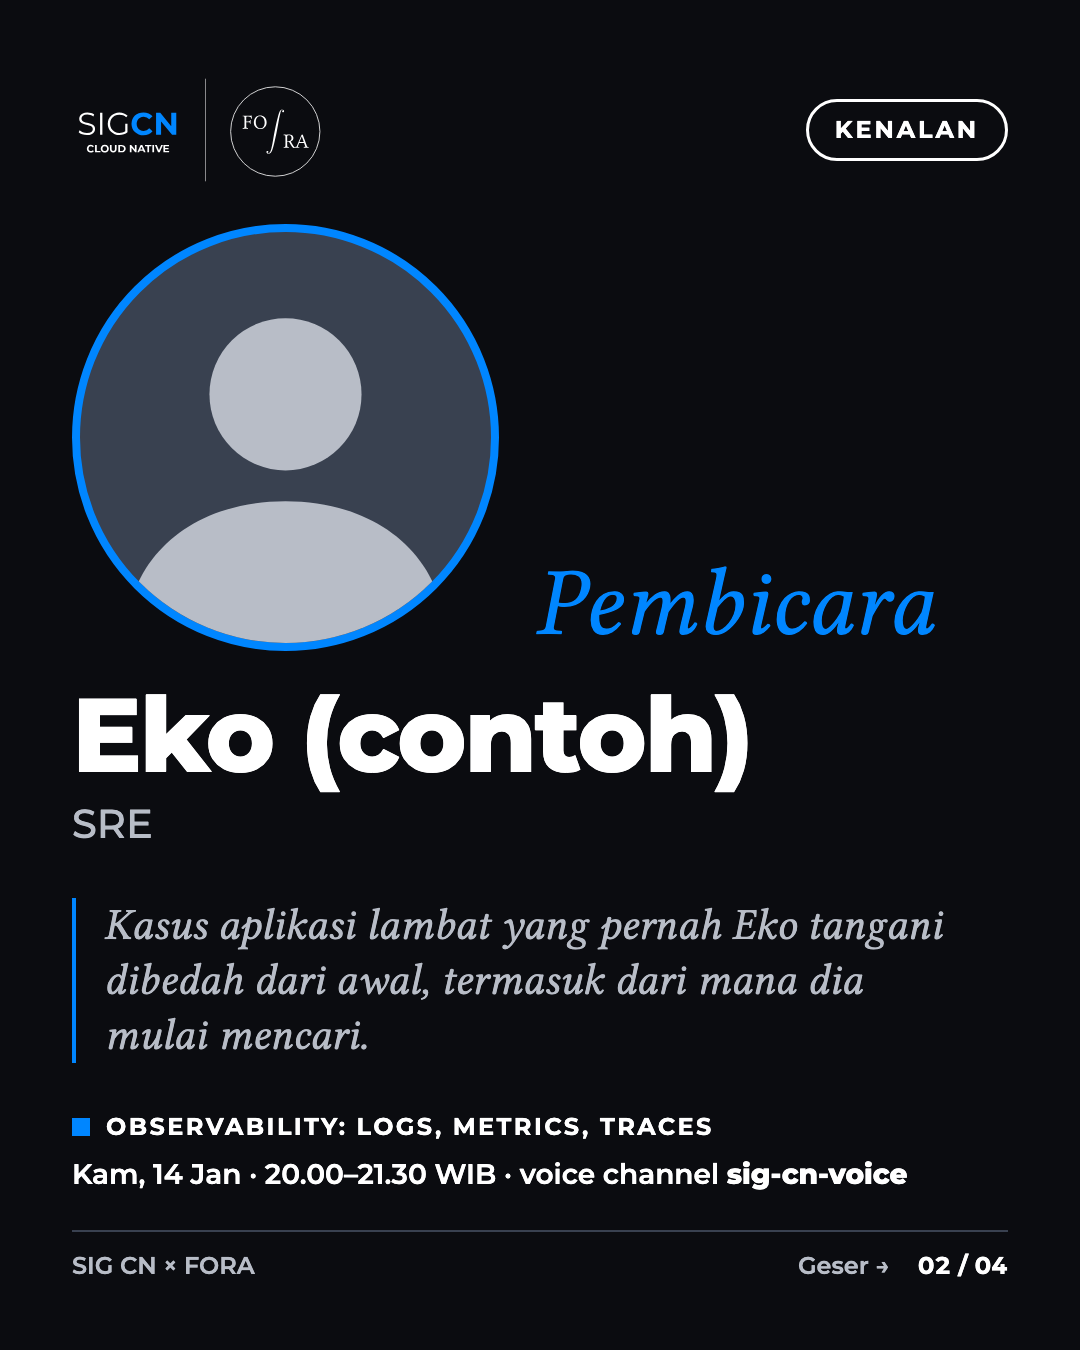 SIGCN
CLOUD NATIVE
FO
RA
KENALAN
Pembicara
Eko (contoh)
SRE
Kasus aplikasi lambat yang pernah Eko tangani
dibedah dari awal, termasuk dari mana dia
mulai mencari.
OBSERVABILITY: LOGS, METRICS, TRACES
Kam, 14 Jan · 20.00–21.30 WIB · voice channel sig-cn-voice
SIG CN × FORA
Geser → 02 / 04